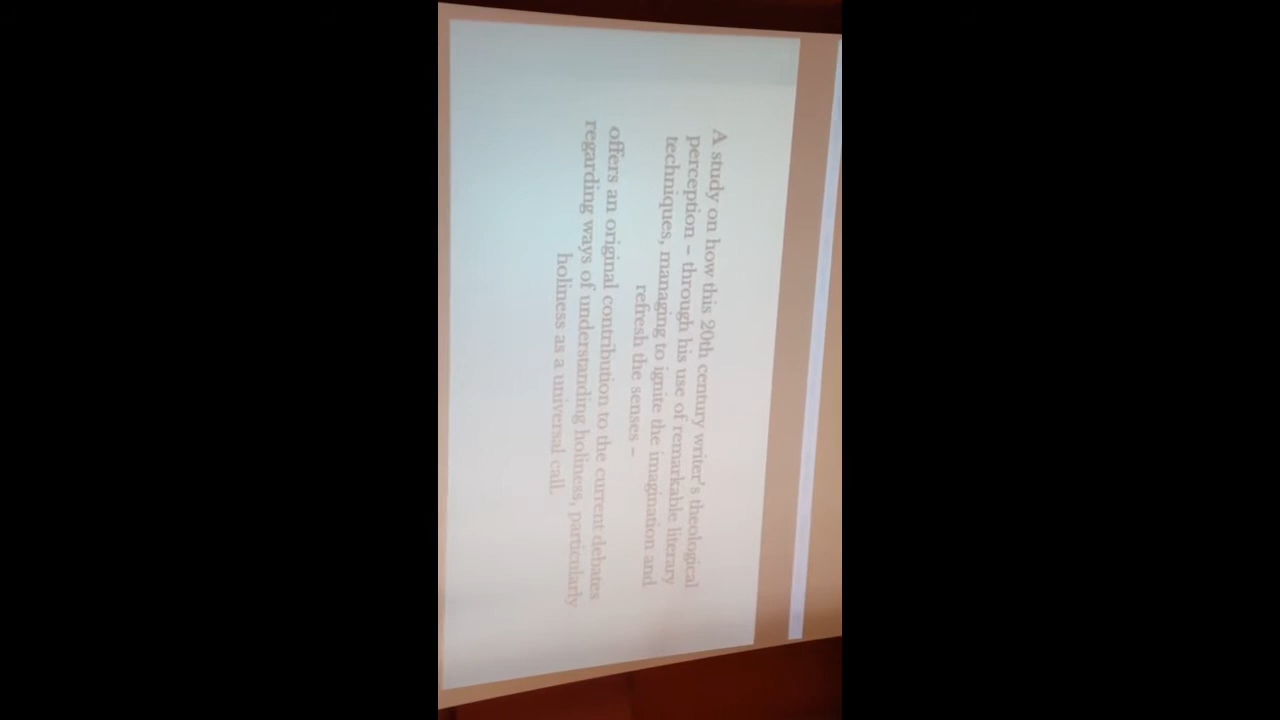 A study on how this 20th century writer's theological
perception – through his use of remarkable literary
techniques, managing to ignite the imagination and
refresh the senses –
offers an original contribution to the current debates
regarding ways of understanding holiness, particularly
holiness as a universal call.